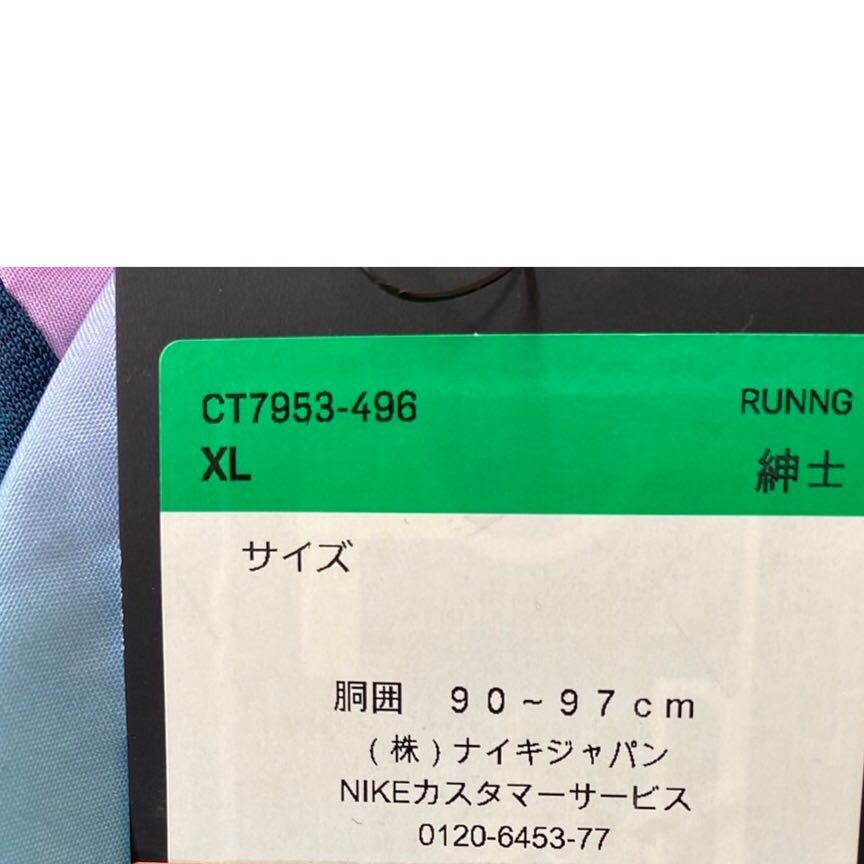 CT7953-496 RUNNG
XL 紳士
サイズ
胴囲 90~97cm
(株)ナイキジャパン
NIKEカスタマーサービス
0120-6453-77